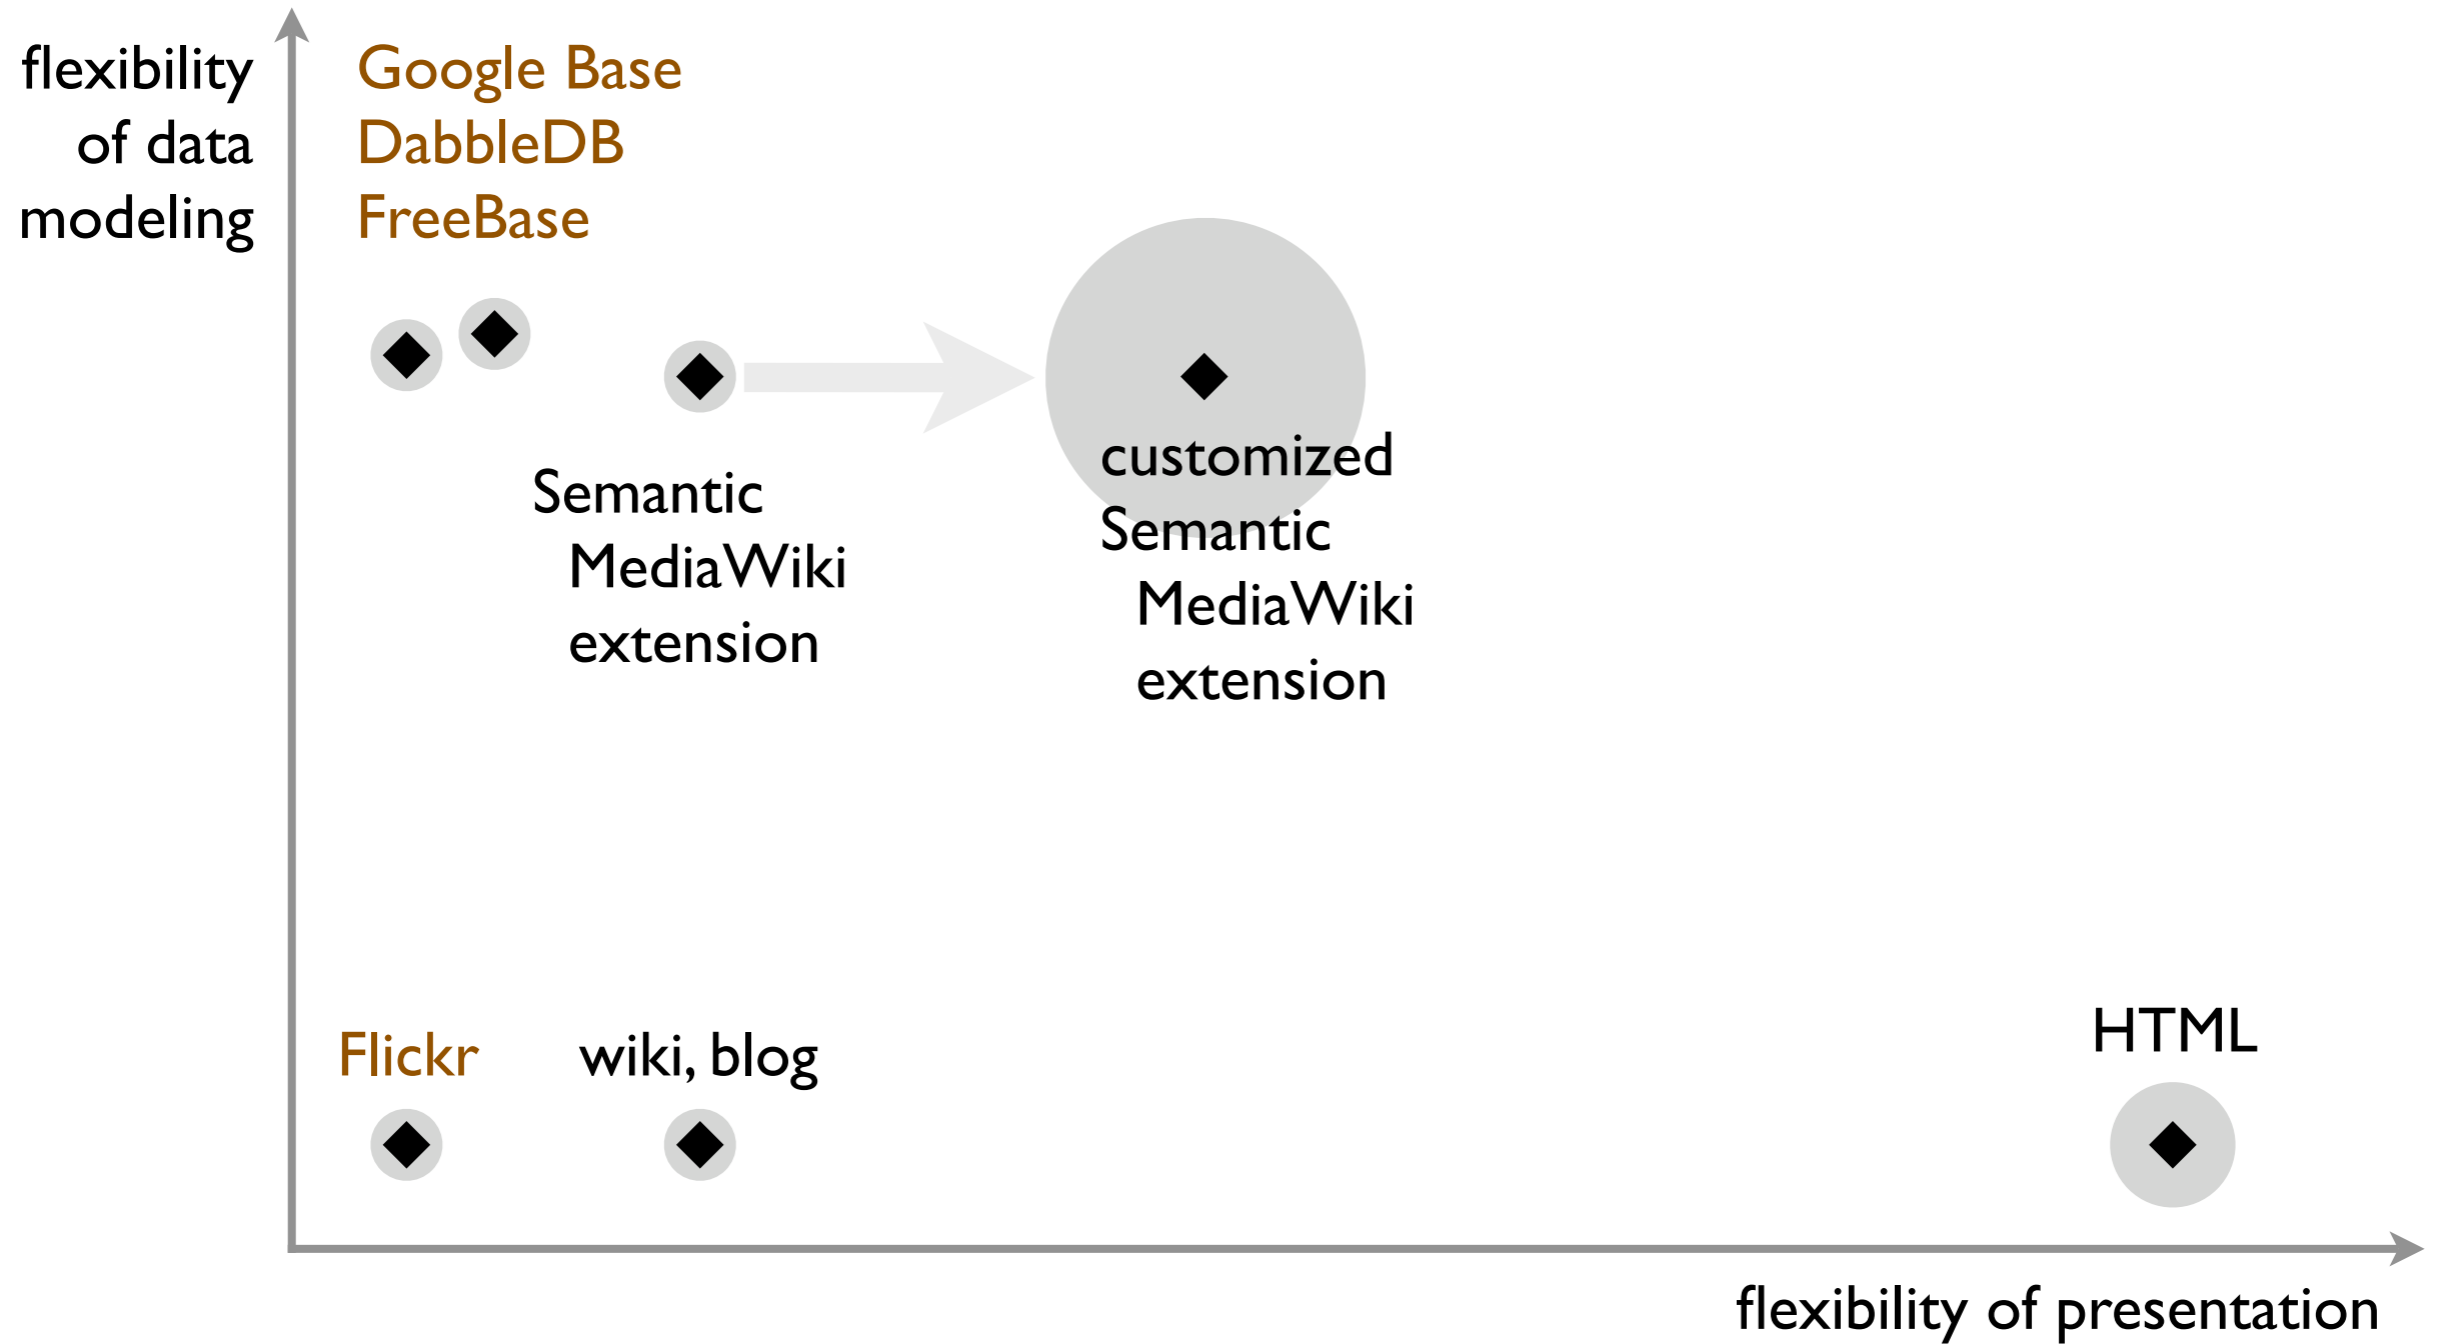 flexibility
of data
modeling
Google Base
DabbleDB
FreeBase
Semantic
MediaWiki
extension
customized
Semantic
MediaWiki
extension
Flickr
wiki, blog
HTML
flexibility of presentation